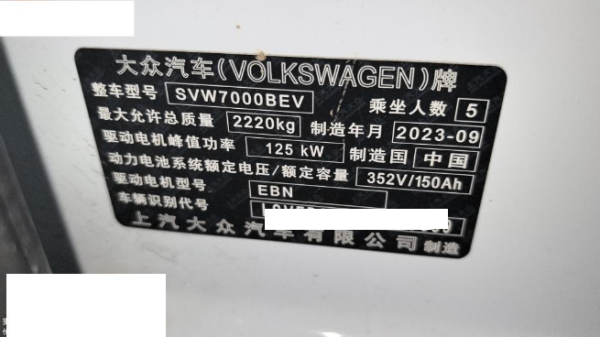 大众汽车(VOLKSWAGEN)牌
整车型号 SVW7000BEV 乘坐人数 5
最大允许总质量 2220kg 制造年月 2023-09
驱动电机峰值功率 125 kW 制造国 中国
动力电池系统额定电压/额定容量 352V/150Ah
驱动电机型号 EBN
车辆识别代号
上汽大众汽车有限公司 制造